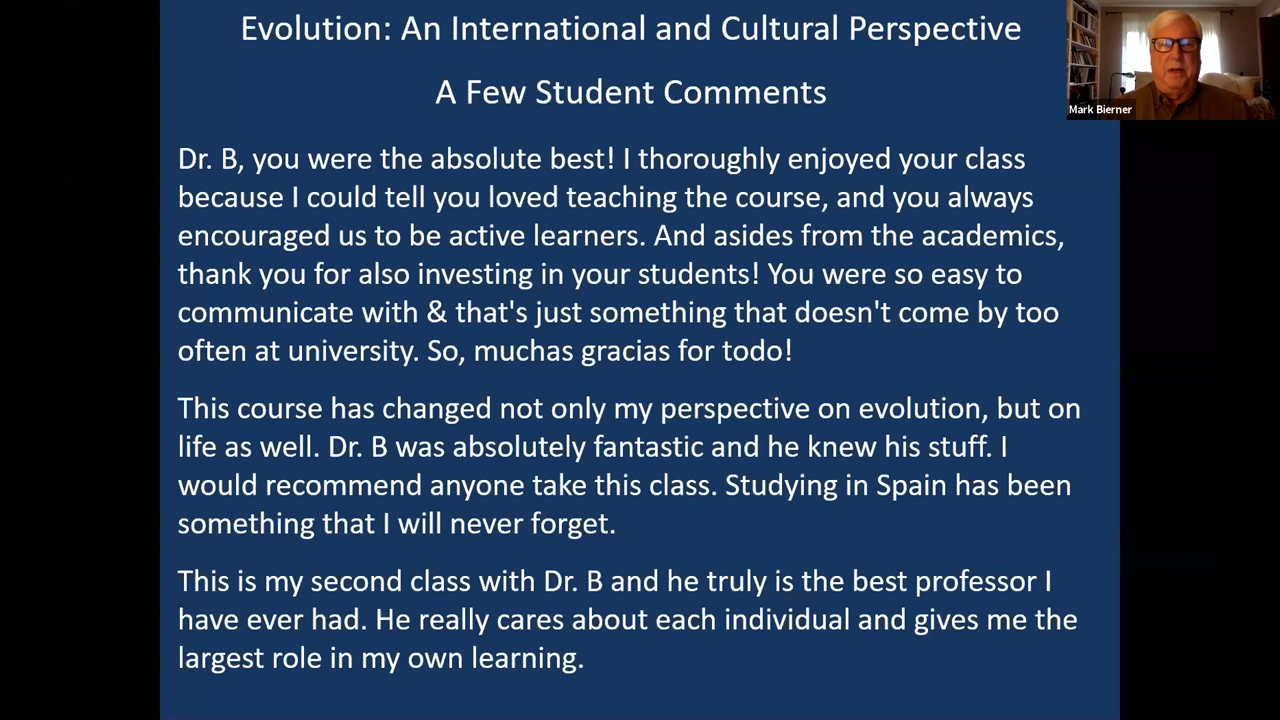 Evolution: An International and Cultural Perspective
A Few Student Comments
Mark Bierner
Dr. B, you were the absolute best! I thoroughly enjoyed your class
because I could tell you loved teaching the course, and you always
encouraged us to be active learners. And asides from the academics,
thank you for also investing in your students! You were so easy to
communicate with & that's just something that doesn't come by too
often at university. So, muchas gracias for todo!
This course has changed not only my perspective on evolution, but on
life as well. Dr. B was absolutely fantastic and he knew his stuff. I
would recommend anyone take this class. Studying in Spain has been
something that I will never forget.
This is my second class with Dr. B and he truly is the best professor I
have ever had. He really cares about each individual and gives me the
largest role in my own learning.